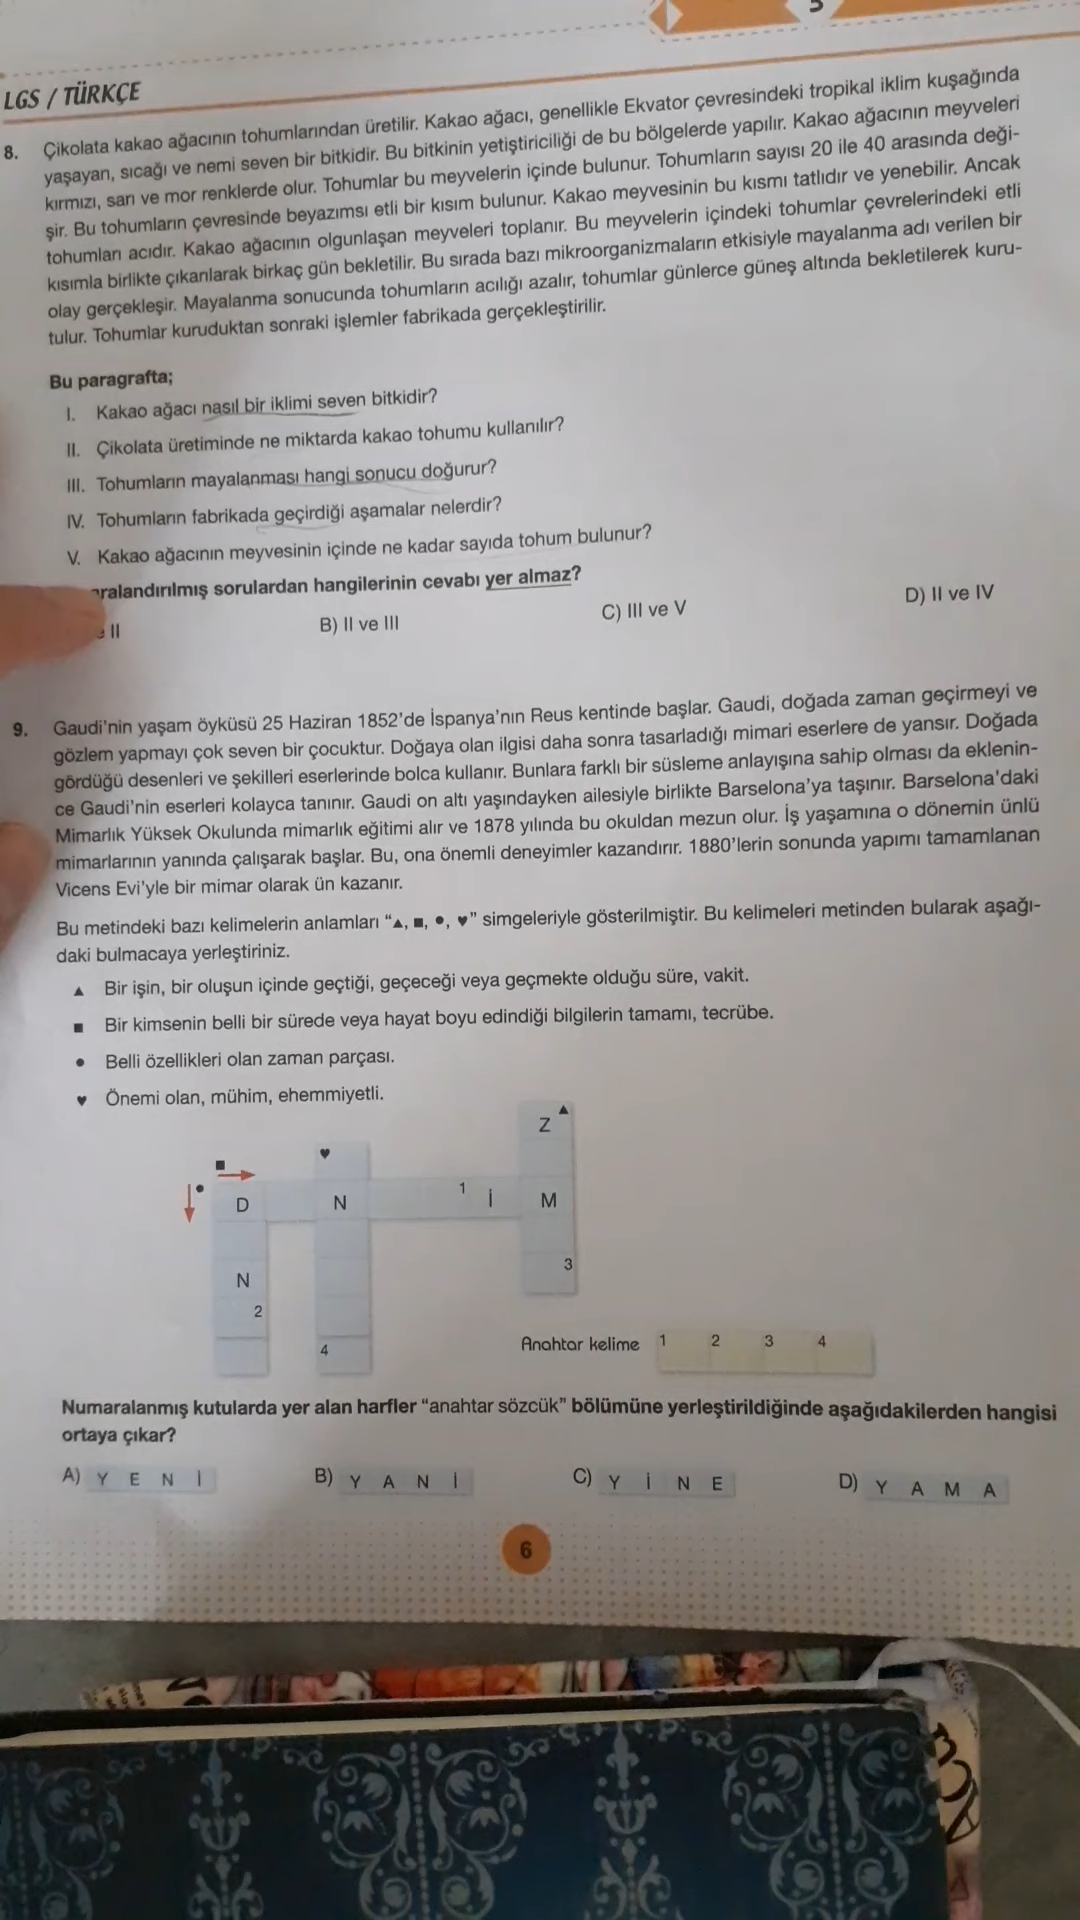 LGS / TÜRKÇE
8. Çikolata kakao ağacının tohumlarından üretilir. Kakao ağacı, genellikle Ekvator çevresindeki tropikal iklim kuşağında
yaşayan, sıcağı ve nemi seven bir bitkidir. Bu bitkinin yetiştiriciliği de bu bölgelerde yapılır. Kakao ağacının meyveleri
kırmızı, sarı ve mor renklerde olur. Tohumlar bu meyvelerin içinde bulunur. Tohumların sayısı 20 ile 40 arasında deği-
şir. Bu tohumların çevresinde beyazımsı etli bir kısım bulunur. Kakao meyvesinin bu kısmı tatlıdır ve yenebilir. Ancak
tohumları acıdır. Kakao ağacının olgunlaşan meyveleri toplanır. Bu meyvelerin içindeki tohumlar çevrelerindeki etli
kısımla birlikte çıkarılarak birkaç gün bekletilir. Bu sırada bazı mikroorganizmaların etkisiyle mayalanma adı verilen bir
olay gerçekleşir. Mayalanma sonucunda tohumların acılığı azalır, tohumlar günlerce güneş altında bekletilerek kuru-
tulur. Tohumlar kuruduktan sonraki işlemler fabrikada gerçekleştirilir.
Bu paragrafta;
I. Kakao ağacı nasıl bir iklimi seven bitkidir?
II. Çikolata üretiminde ne miktarda kakao tohumu kullanılır?
III. Tohumların mayalanması hangi sonucu doğurur?
IV. Tohumların fabrikada geçirdiği aşamalar nelerdir?
V. Kakao ağacının meyvesinin içinde ne kadar sayıda tohum bulunur?
aralandırılmış sorulardan hangilerinin cevabı yer almaz?
e II B) II ve III C) III ve V D) II ve IV
9. Gaudi'nin yaşam öyküsü 25 Haziran 1852'de İspanya'nın Reus kentinde başlar. Gaudi, doğada zaman geçirmeyi ve
gözlem yapmayı çok seven bir çocuktur. Doğaya olan ilgisi daha sonra tasarladığı mimari eserlere de yansır. Doğada
gördüğü desenleri ve şekilleri eserlerinde bolca kullanır. Bunlara farklı bir süsleme anlayışına sahip olması da eklenin-
ce Gaudi'nin eserleri kolayca tanınır. Gaudi on altı yaşındayken ailesiyle birlikte Barselona'ya taşınır. Barselona'daki
Mimarlık Yüksek Okulunda mimarlık eğitimi alır ve 1878 yılında bu okuldan mezun olur. İş yaşamına o dönemin ünlü
mimarlarının yanında çalışarak başlar. Bu, ona önemli deneyimler kazandırır. 1880'lerin sonunda yapımı tamamlanan
Vicens Evi'yle bir mimar olarak ün kazanır.
Bu metindeki bazı kelimelerin anlamları “▲, ■, ●, ♥” simgeleriyle gösterilmiştir. Bu kelimeleri metinden bularak aşağı-
daki bulmacaya yerleştiriniz.
▲ Bir işin, bir oluşun içinde geçtiği, geçeceği veya geçmekte olduğu süre, vakit.
■ Bir kimsenin belli bir sürede veya hayat boyu edindiği bilgilerin tamamı, tecrübe.
● Belli özellikleri olan zaman parçası.
♥ Önemi olan, mühim, ehemmiyetli.
Z ▲
■ ♥
● D N 1 İ M
N 3
2
4
Anahtar kelime 1 2 3 4
Numaralanmış kutularda yer alan harfler “anahtar sözcük” bölümüne yerleştirildiğinde aşağıdakilerden hangisi
ortaya çıkar?
A) Y E N İ B) Y A N İ C) Y İ N E D) Y A M A
6